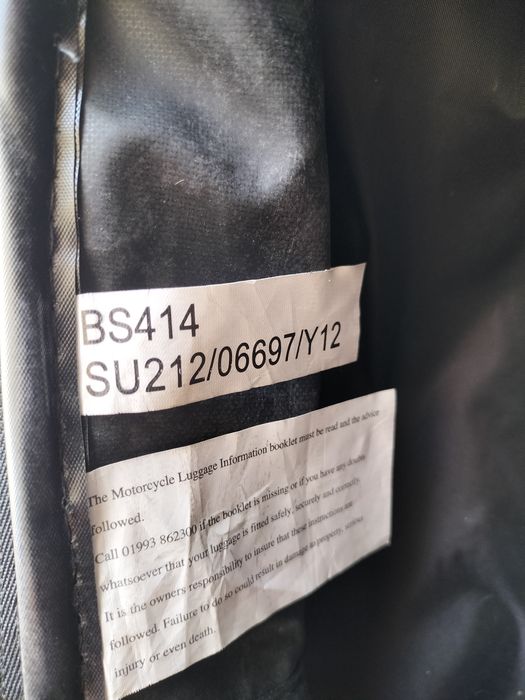 BS414
SU212/06697/Y12
The Motorcycle Luggage Information booklet must be read and the advice
followed.
Call 01993 862300 if the booklet is missing or if you have any doubts
whatsoever that your luggage is fitted safely, securely and correctly.
It is the owners responsibility to insure that these instructions are
followed. Failure to do so could result in damage to property, serious
injury or even death.